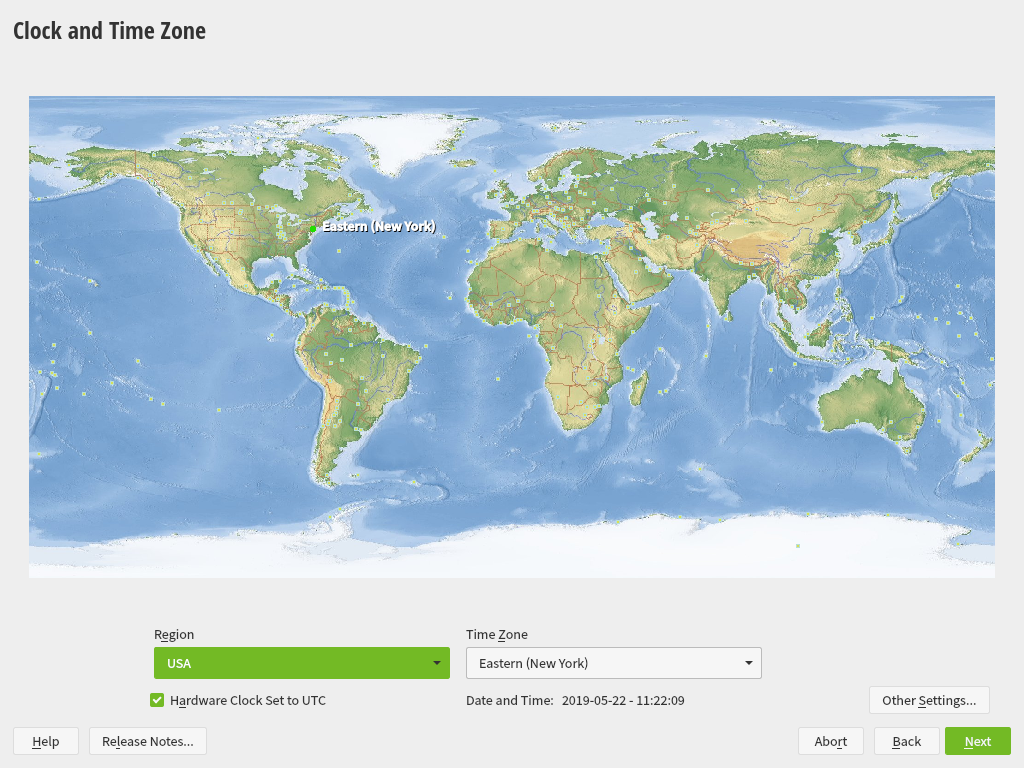 Clock and Time Zone
Eastern (New York)
Region
Time Zone
USA
Eastern (New York)
Hardware Clock Set to UTC
Date and Time: 2019-05-22 - 11:22:09
Other Settings...
Help
Release Notes...
Abort
Back
Next